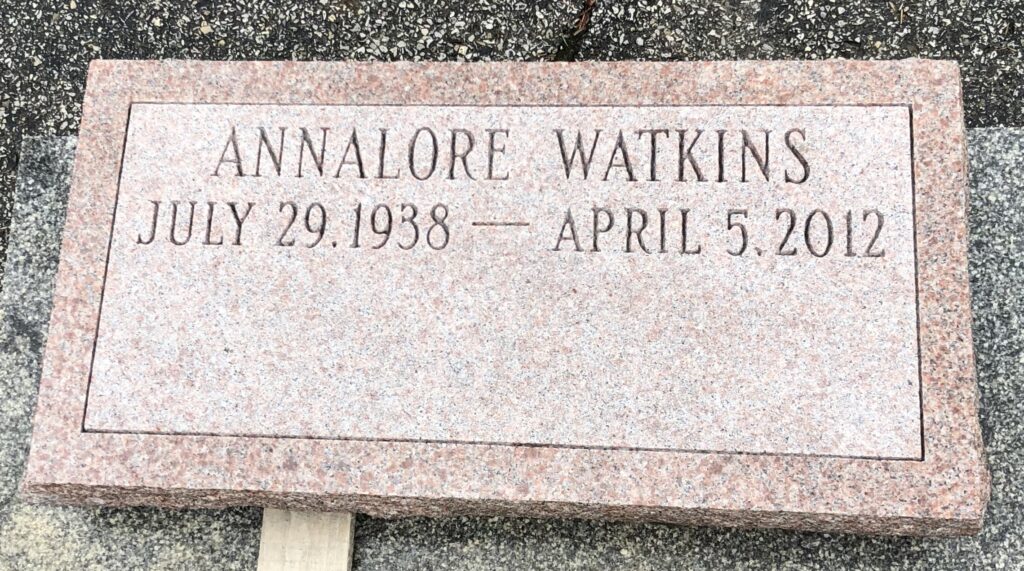 ANNALORE WATKINS
JULY 29.1938 — APRIL 5.2012